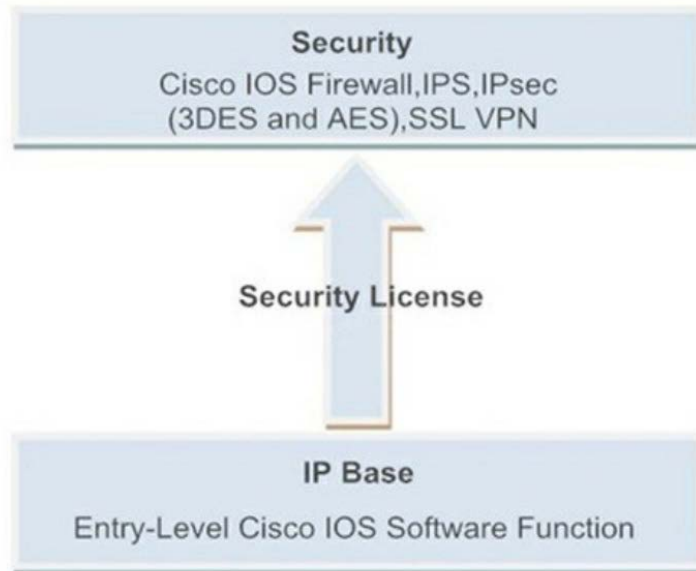 Security
Cisco IOS Firewall,IPS,IPsec
(3DES and AES),SSL VPN
Security License
IP Base
Entry-Level Cisco IOS Software Function